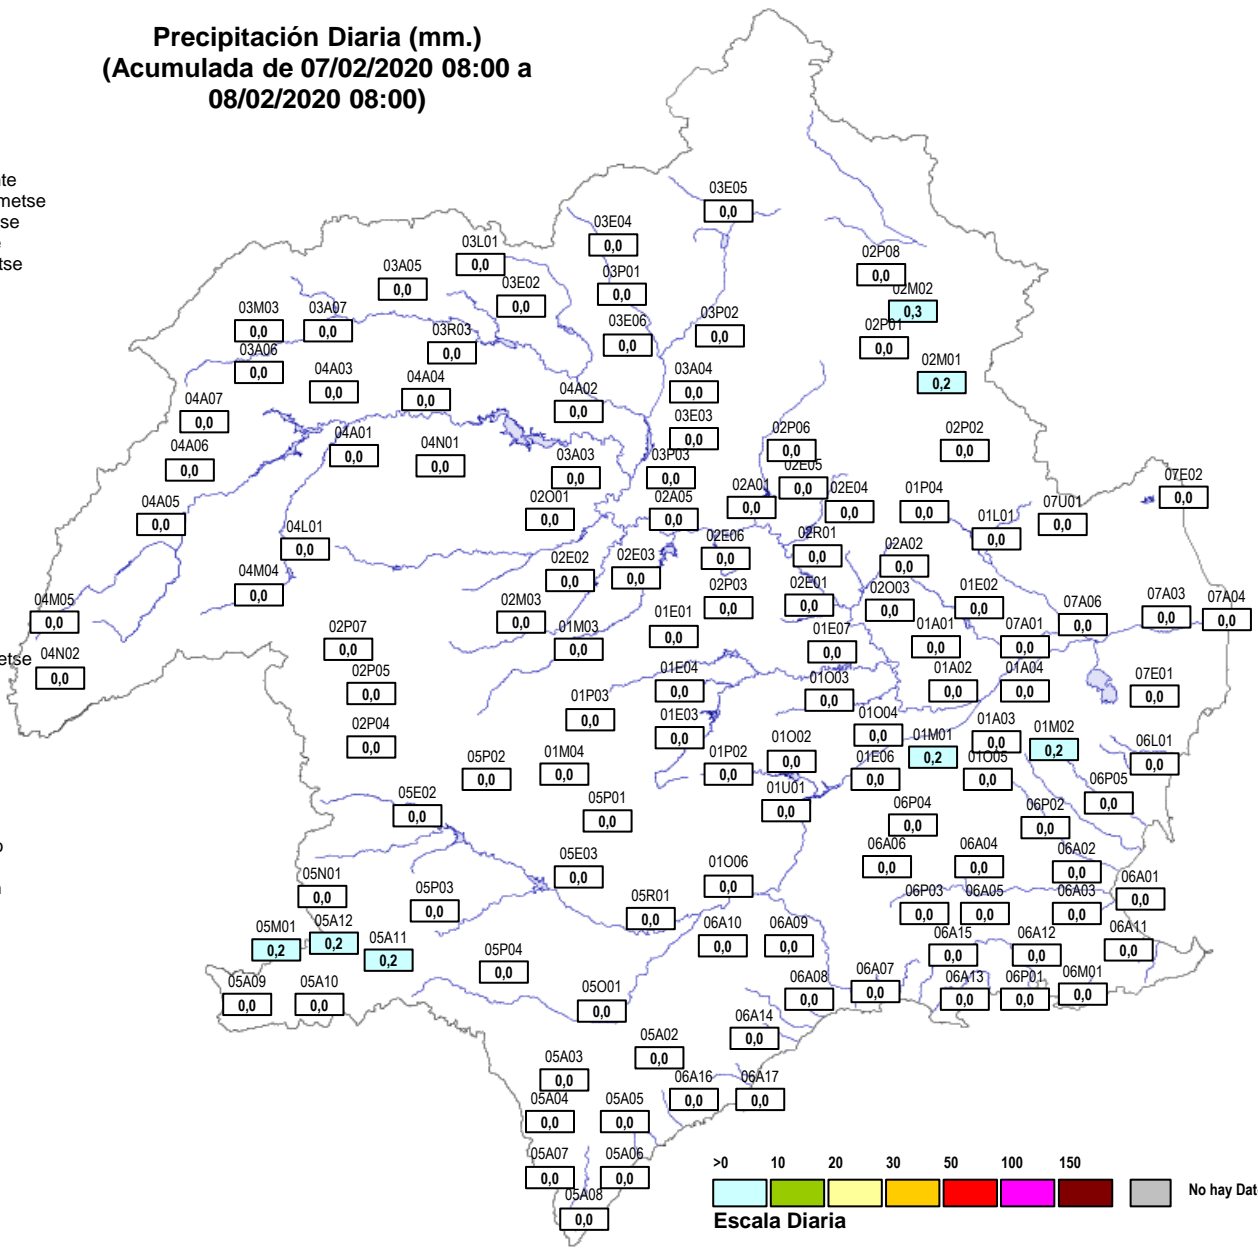 Precipitación Diaria (mm.)
(Acumulada de 07/02/2020 08:00 a
08/02/2020 08:00)
te
metse
se
e
tse
etse
o
n
03E05
0,0
03E04
0,0
03L01
0,0
02P08
0,0
03A05
0,0
03P01
0,0
03E02
0,0
02M02
0,3
03M03
0,0
03A07
0,0
03P02
0,0
03E06
0,0
03R03
0,0
02P01
0,0
03A06
0,0
02M01
0,2
04A03
0,0
04A04
0,0
03A04
0,0
04A02
0,0
04A07
0,0
03E03
0,0
04A01
0,0
04N01
0,0
02P06
0,0
02P02
0,0
04A06
0,0
03A03
0,0
03P03
0,0
02E05
0,0
07E02
0,0
04A05
0,0
02O01
0,0
02A05
0,0
02A01
0,0
02E04
0,0
01P04
0,0
07U01
0,0
01L01
0,0
04L01
0,0
02E06
0,0
02R01
0,0
02A02
0,0
02E02
0,0
02E03
0,0
04M04
0,0
02P03
0,0
02E01
0,0
02O03
0,0
01E02
0,0
04M05
0,0
02M03
0,0
01E01
0,0
07A06
0,0
07A03
0,0
07A04
0,0
02P07
0,0
01M03
0,0
01E07
0,0
01A01
0,0
07A01
0,0
04N02
0,0
02P05
0,0
01E04
0,0
01O03
0,0
01A02
0,0
01A04
0,0
07E01
0,0
01P03
0,0
02P04
0,0
01E03
0,0
01O04
0,0
01M01
0,2
01A03
0,0
01M02
0,2
06L01
0,0
05P02
0,0
01M04
0,0
01P02
0,0
01O02
0,0
01E06
0,0
01O05
0,0
05E02
0,0
05P01
0,0
01U01
0,0
06P04
0,0
06P02
0,0
06P05
0,0
05E03
0,0
01O06
0,0
06A06
0,0
06A04
0,0
06A02
0,0
05N01
0,0
05P03
0,0
05R01
0,0
06P03
0,0
06A05
0,0
06A03
0,0
06A01
0,0
05M01
0,2
05A12
0,2
05A11
0,2
06A10
0,0
06A09
0,0
06A15
0,0
06A12
0,0
06A11
0,0
05P04
0,0
05A09
0,0
05A10
0,0
05O01
0,0
06A08
0,0
06A07
0,0
06A13
0,0
06P01
0,0
06M01
0,0
06A14
0,0
05A02
0,0
05A03
0,0
06A16
0,0
06A17
0,0
05A04
0,0
05A05
0,0
05A07
0,0
05A06
0,0
05A08
0,0
>0 10 20 30 50 100 150
No hay Dat
Escala Diaria